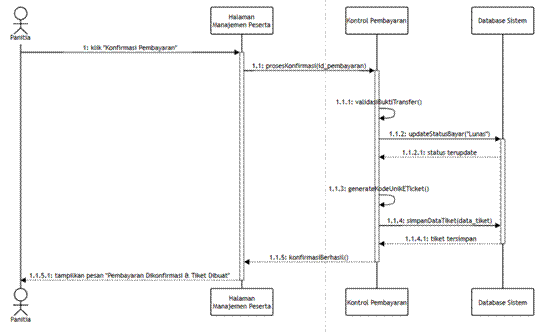 Halaman
Manajemen Peserta
Kontrol Pembayaran
Database Sistem
Panitia
1: klik "Konfirmasi Pembayaran"
1.1: prosesKonfirmasi(id_pembayaran)
1.1.1: validasiBuktiTransfer()
1.1.2: updateStatusBayar("Lunas")
1.1.2.1: status terupdate
1.1.3: generateKodeUnikETicket()
1.1.4: simpanDataTiket(data_tiket)
1.1.4.1: tiket tersimpan
1.1.5: konfirmasiBerhasil()
1.1.5.1: tampilkan pesan "Pembayaran Dikonfirmasi & Tiket Dibuat"
Halaman
Manajemen Peserta
Kontrol Pembayaran
Database Sistem
Panitia